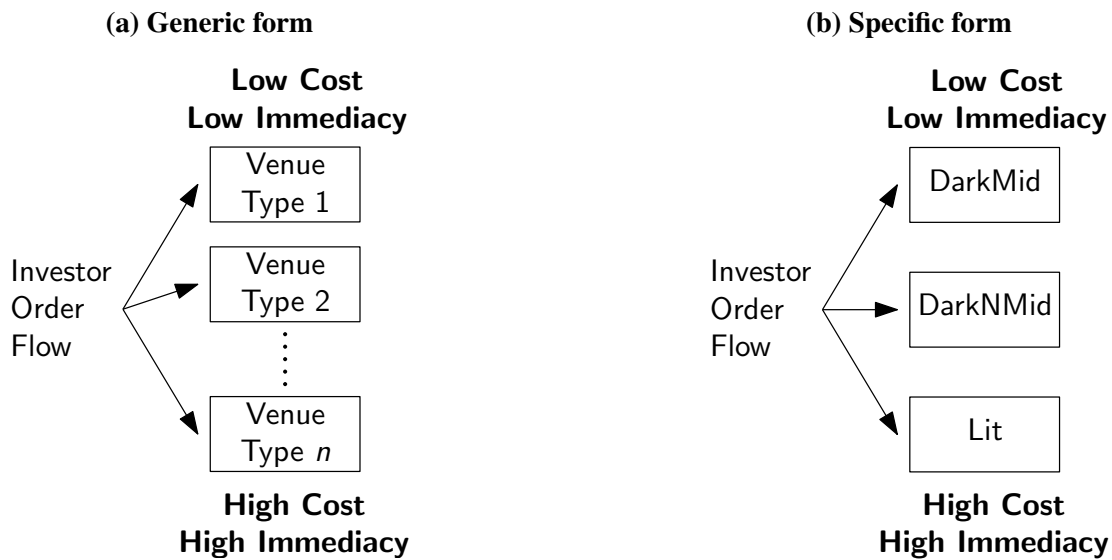 (a) Generic form
Low Cost
Low Immediacy
Venue
Type 1
Venue
Type 2
Investor
Order
Flow
Venue
Type n
High Cost
High Immediacy
(b) Specific form
Low Cost
Low Immediacy
DarkMid
Investor
Order
Flow
DarkNMid
Lit
High Cost
High Immediacy